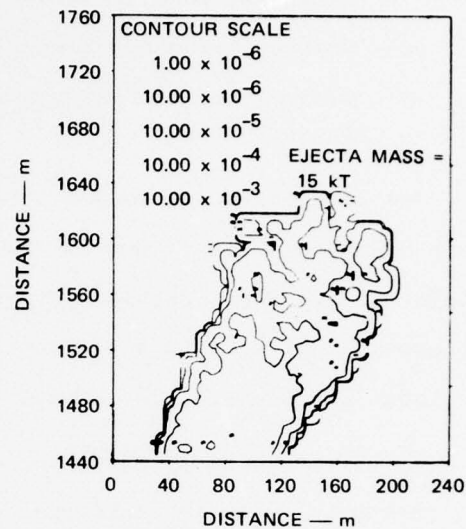 1760
1720
1680
1640
1600
1560
1520
1480
1440
DISTANCE — m
CONTOUR SCALE
1.00 x 10⁻⁶
10.00 x 10⁻⁶
10.00 x 10⁻⁵
10.00 x 10⁻⁴
10.00 x 10⁻³
EJECTA MASS =
15 kT
0 40 80 120 160 200 240
DISTANCE — m